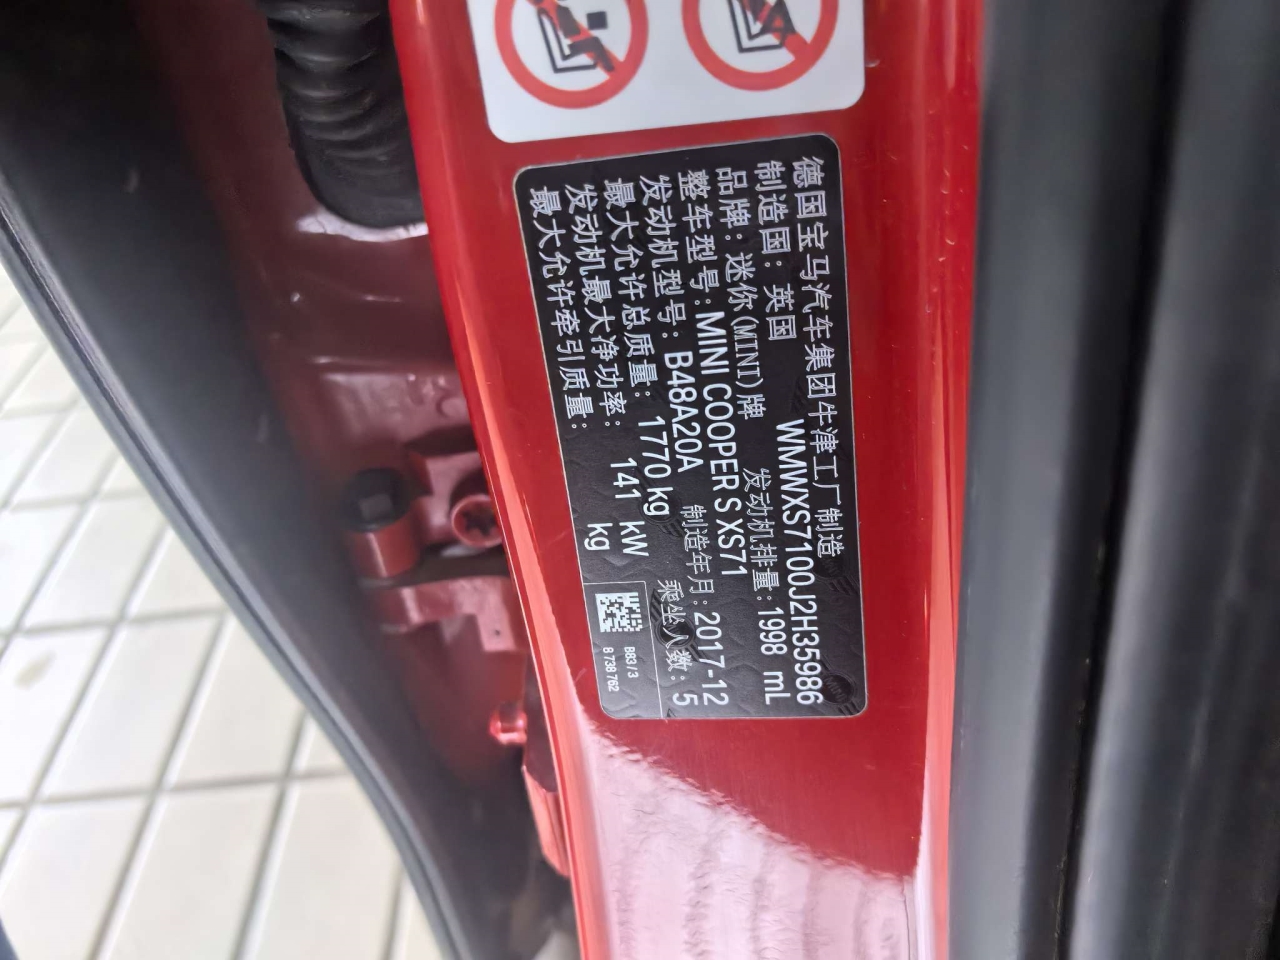 德国宝马汽车集团牛津工厂制造
制造国：英国 WMWXS7100J2H35986
品牌：迷你(MINI)牌 发动机排量：1998 mL
整车型号：MINI COOPER S XS71 制造年月：2017-12
发动机型号：B48A20A 乘坐人数：5
最大允许总质量：1770 kg
发动机最大净功率：141 kW
最大允许牵引质量： kg
B83 / 3
8 738 762